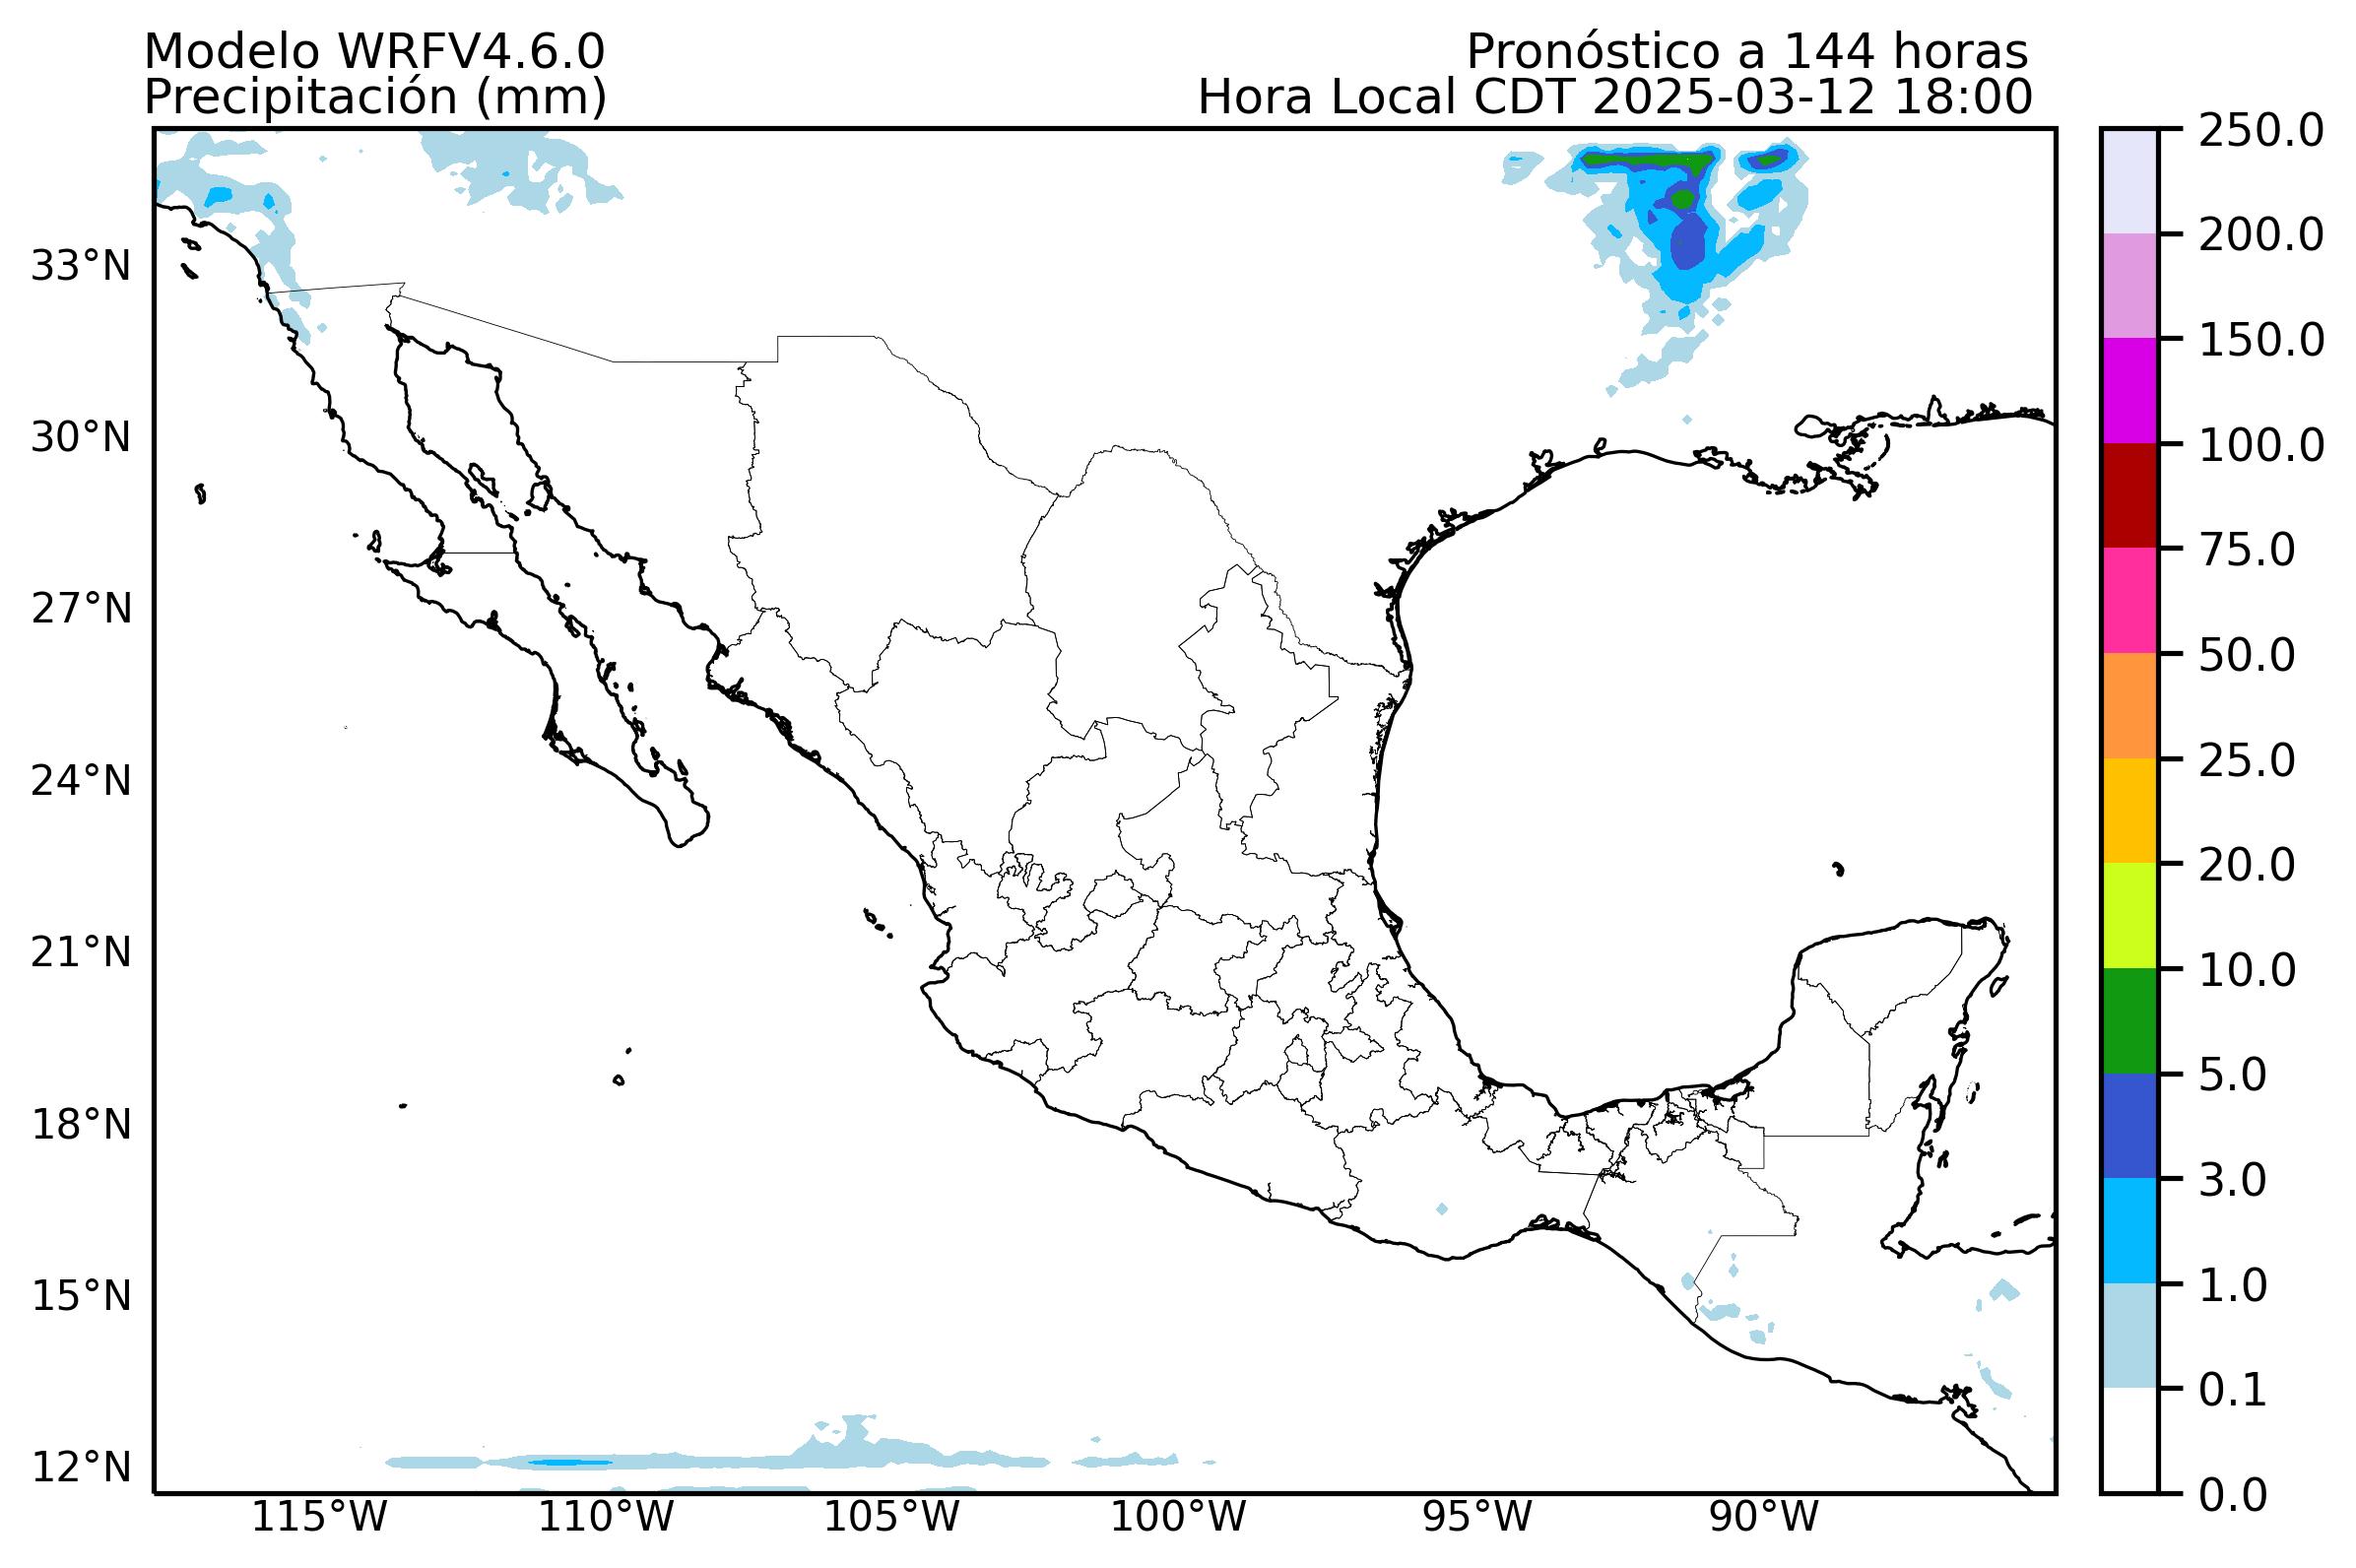 Modelo WRFV4.6.0
Precipitación (mm)
Pronóstico a 144 horas
Hora Local CDT 2025-03-12 18:00
33°N
30°N
27°N
24°N
21°N
18°N
15°N
12°N
115°W
110°W
105°W
100°W
95°W
90°W
250.0
200.0
150.0
100.0
75.0
50.0
25.0
20.0
10.0
5.0
3.0
1.0
0.1
0.0